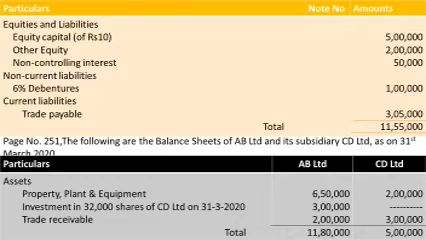 Particulars Note No Amounts
Equities and Liabilities
Equity capital (of Rs10) 5,00,000
Other Equity 2,00,000
Non-controlling interest 50,000
Non-current liabilities
6% Debentures 1,00,000
Current liabilities
Trade payable 3,05,000
Total 11,55,000
Page No. 251,The following are the Balance Sheets of AB Ltd and its subsidiary CD Ltd, as on 31st
March 2020
Particulars AB Ltd CD Ltd
Assets
Property, Plant & Equipment 6,50,000 2,00,000
Investment in 32,000 shares of CD Ltd on 31-3-2020 3,00,000 ----------
Trade receivable 2,00,000 3,00,000
Total 11,80,000 5,00,000